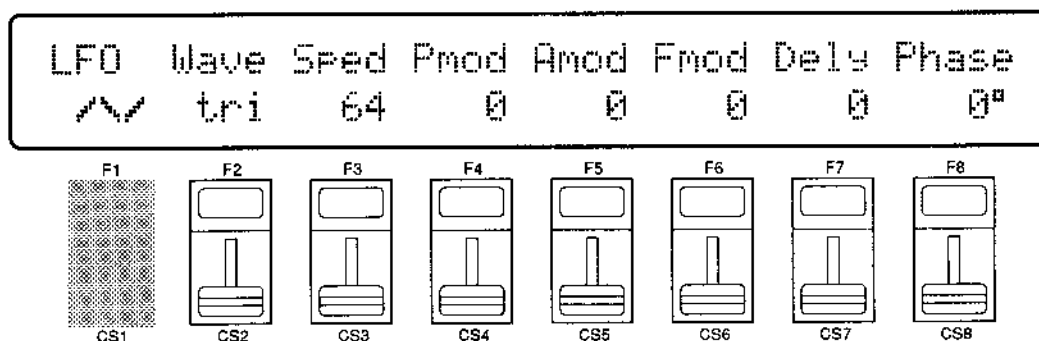 LFO Wave Sped Pmod Amod Fmod Dely Phase
tri 64 0 0 0 0 0°
F1 F2 F3 F4 F5 F6 F7 F8
CS1 CS2 CS3 CS4 CS5 CS6 CS7 CS8